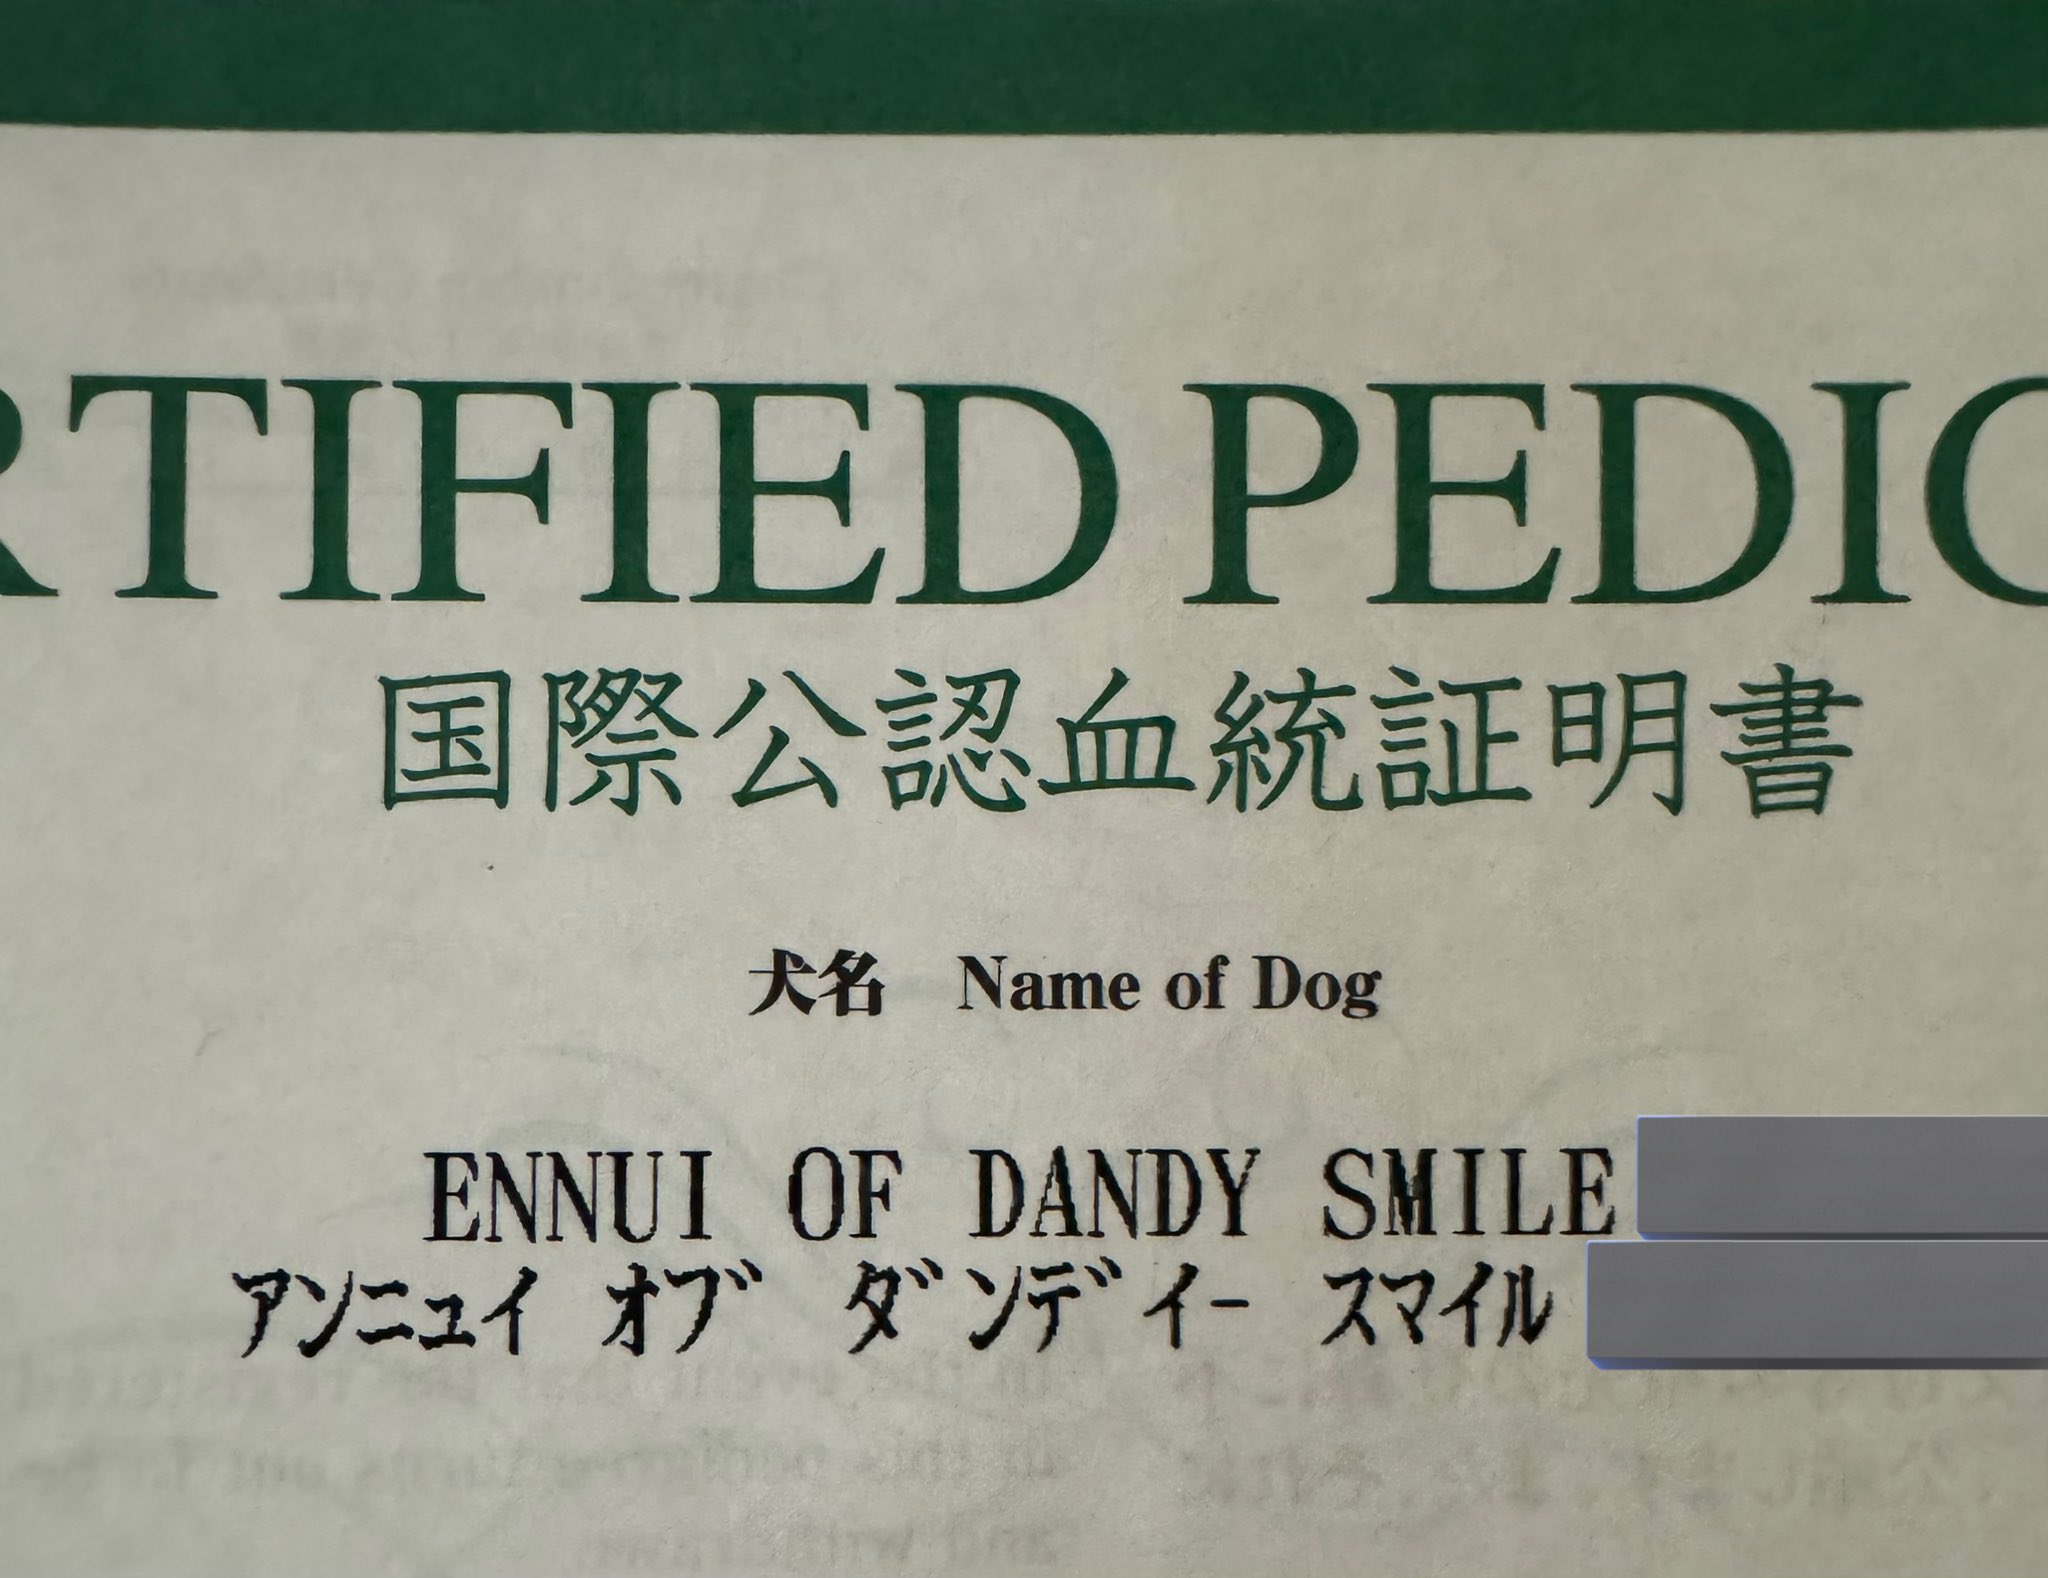 RTIFIED PEDIG
国際公認血統証明書
犬名 Name of Dog
ENNUI OF DANDY SMILE
アンニュイ オブ ダンディー スマイル